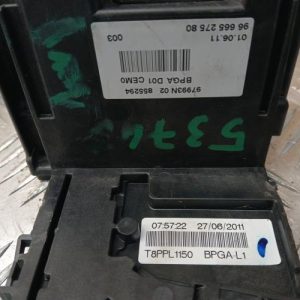 97993N 02 855294
BPGA D01 CEM0
01.06.11 003
96 665 275 80
5374
07:57:22 27/06/2011
T8PPL1150 BPGA-L1